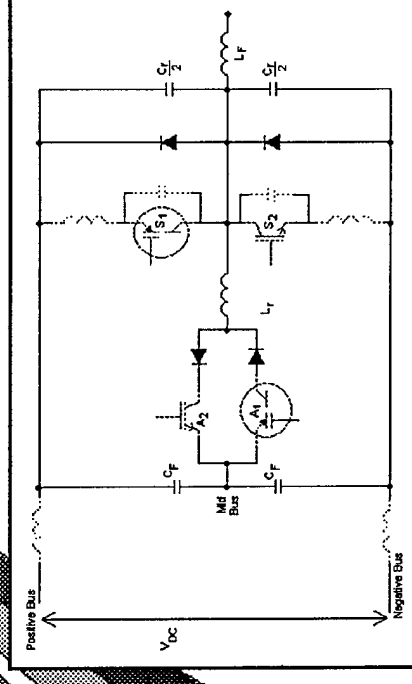 Positive Bus
V_DC
Negative Bus
C_F
Mid
Bus
C_F
A_2
A_1
L_r
S_1
S_2
C_r/2
C_r/2
L_F